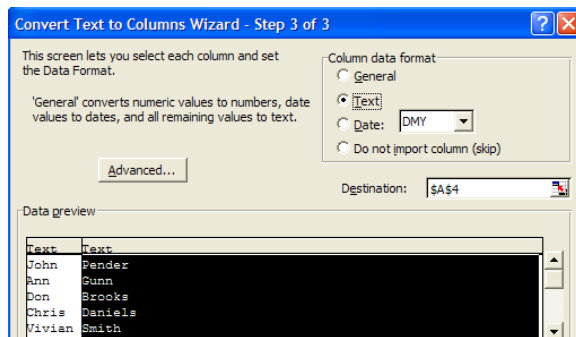 Convert Text to Columns Wizard - Step 3 of 3
This screen lets you select each column and set
the Data Format.
'General' converts numeric values to numbers, date
values to dates, and all remaining values to text.
Advanced...
Column data format
General
Text
Date: DMY
Do not import column (skip)
Destination: $A$4
Data preview
Text Text
John Pender
Ann Gunn
Don Brooks
Chris Daniels
Vivian Smith